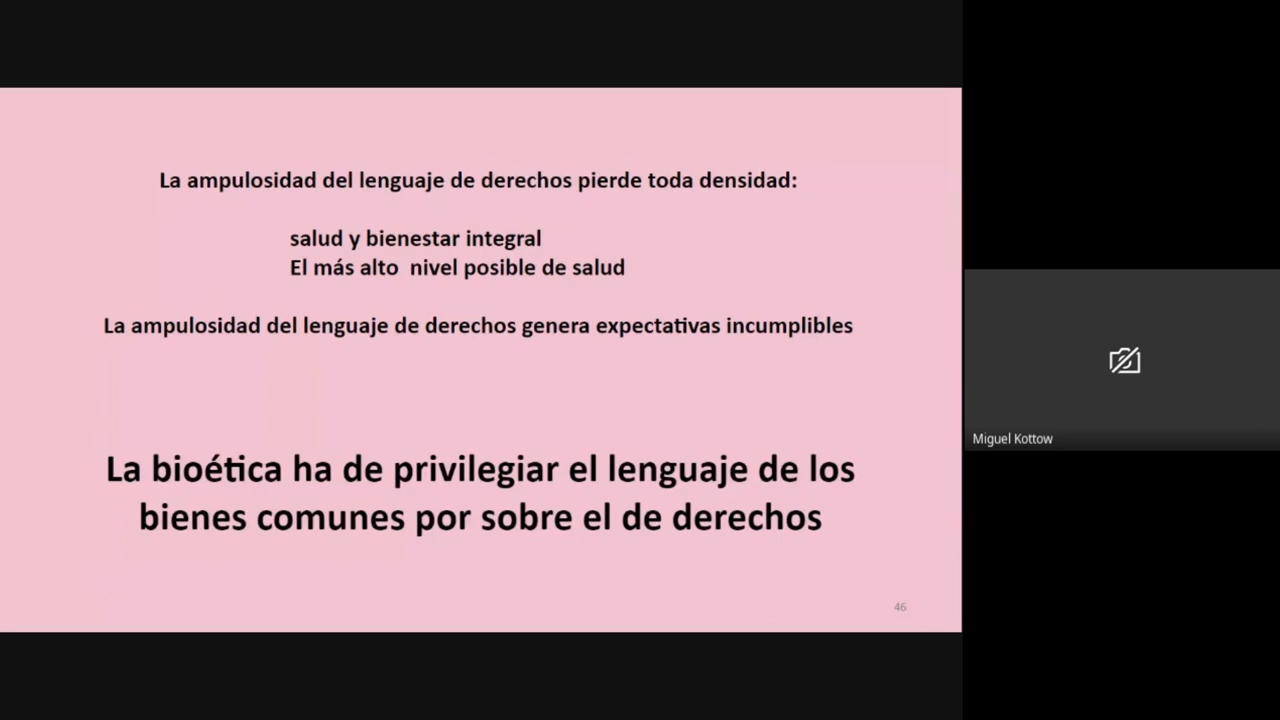 La ampulosidad del lenguaje de derechos pierde toda densidad:
salud y bienestar integral
El más alto  nivel posible de salud
La ampulosidad del lenguaje de derechos genera expectativas incumplibles
La bioética ha de privilegiar el lenguaje de los
bienes comunes por sobre el de derechos
46
Miguel Kottow